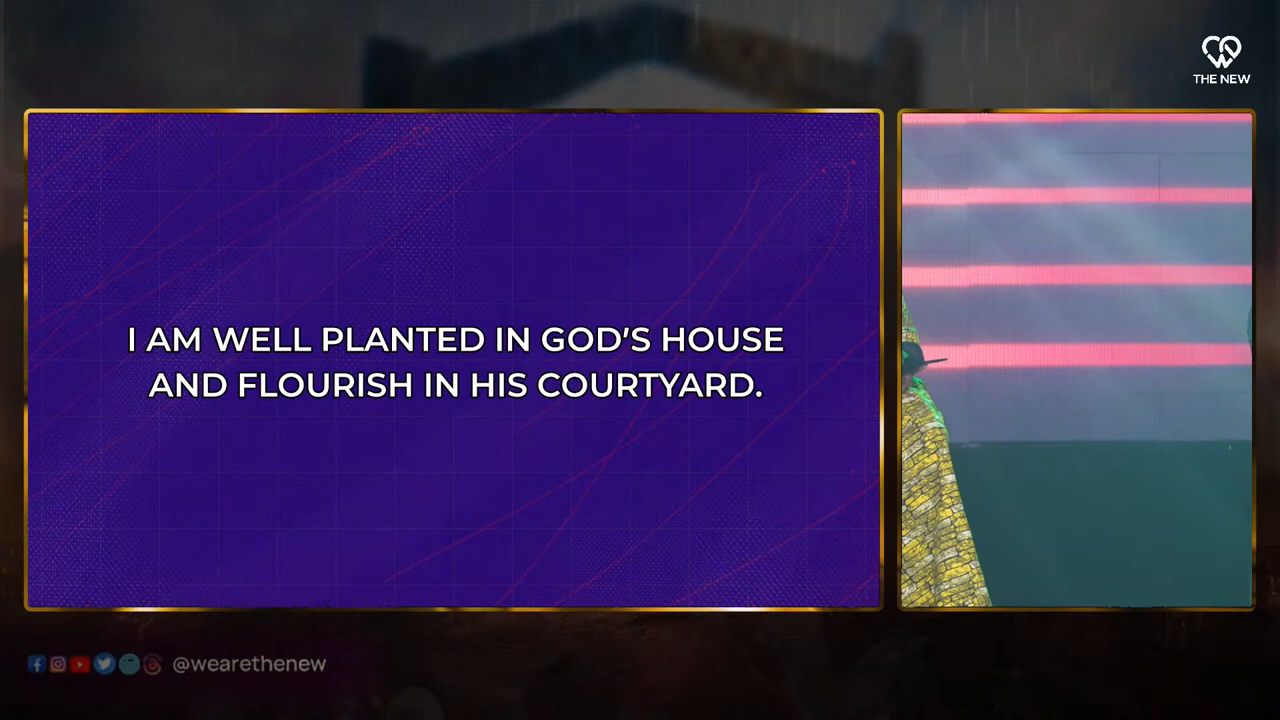 THE NEW
I AM WELL PLANTED IN GOD'S HOUSE
AND FLOURISH IN HIS COURTYARD.
@wearethenew